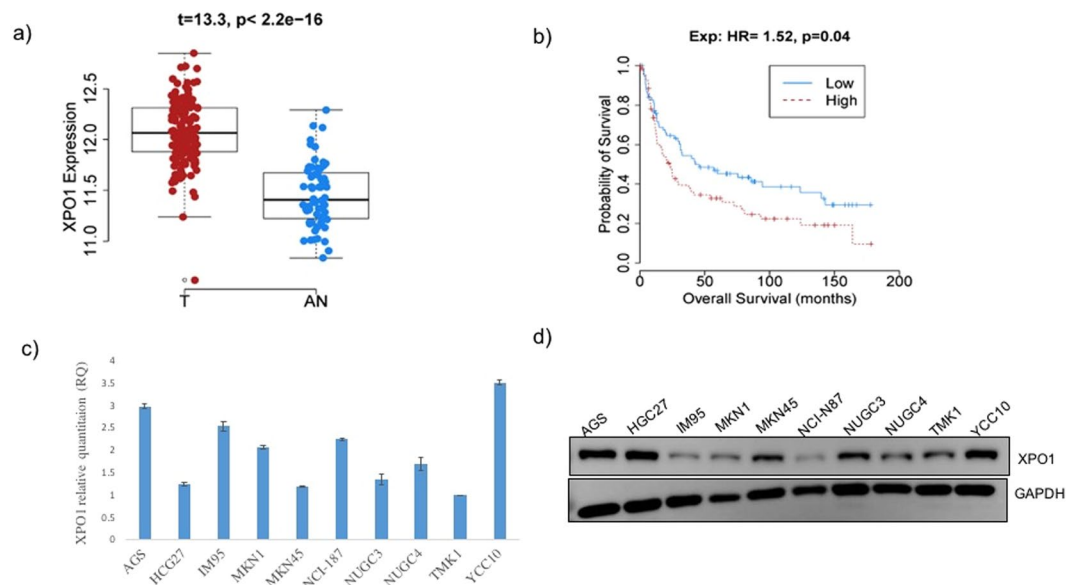 a)
t=13.3, p< 2.2e−16
XPO1 Expression
12.5
12.0
11.5
11.0
T
AN
b)
Exp: HR= 1.52, p=0.04
Probability of Survival
1.0
0.8
0.6
0.4
0.2
0.0
Low
High
0
50
100
150
200
Overall Survival (months)
c)
XPO1 relative quantitaion (RQ)
4
3.5
3
2.5
2
1.5
1
0.5
0
AGS
HCG27
IM95
MKN1
MKN45
NCI-187
NUGC3
NUGC4
TMK1
YCC10
d)
AGS
HGC27
IM95
MKN1
MKN45
NCI-N87
NUGC3
NUGC4
TMK1
YCC10
XPO1
GAPDH